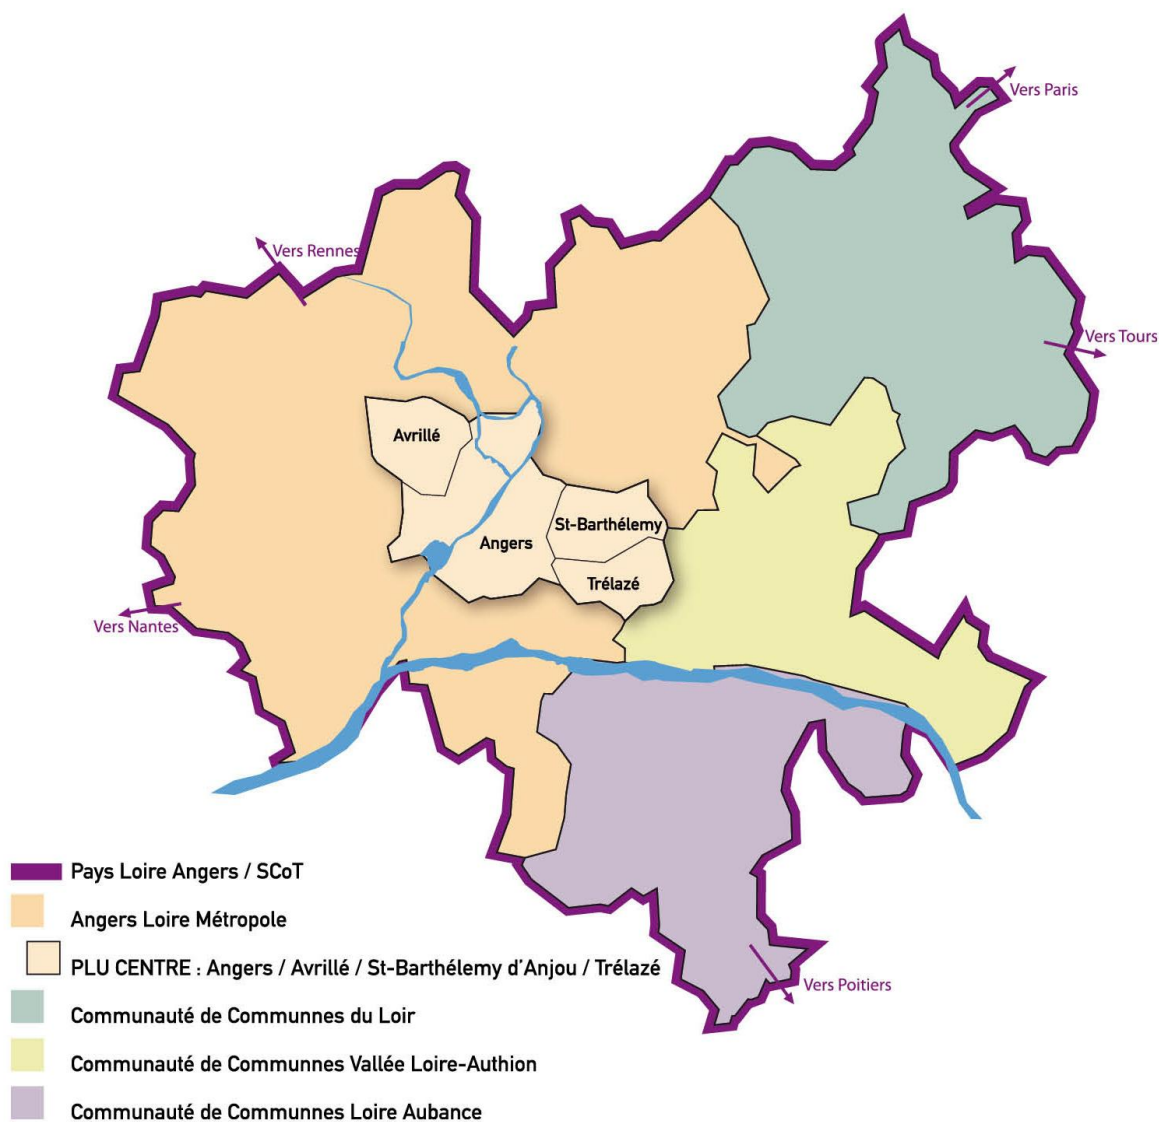 Vers Paris
Vers Rennes
Vers Tours
Avrillé
St-Barthélemy
Angers
Trélazé
Vers Nantes
Pays Loire Angers / SCoT
Angers Loire Métropole
PLU CENTRE : Angers / Avrillé / St-Barthélemy d'Anjou / Trélazé
Vers Poitiers
Communauté de Communnes du Loir
Communauté de Communnes Vallée Loire-Authion
Communauté de Communnes Loire Aubance